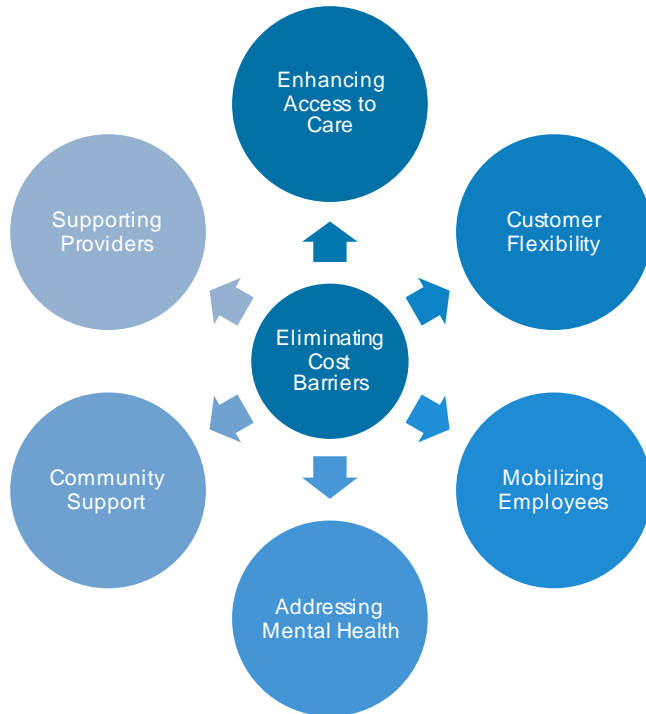 Enhancing
Access to
Care
Customer
Flexibility
Mobilizing
Employees
Addressing
Mental Health
Community
Support
Supporting
Providers
Eliminating
Cost
Barriers